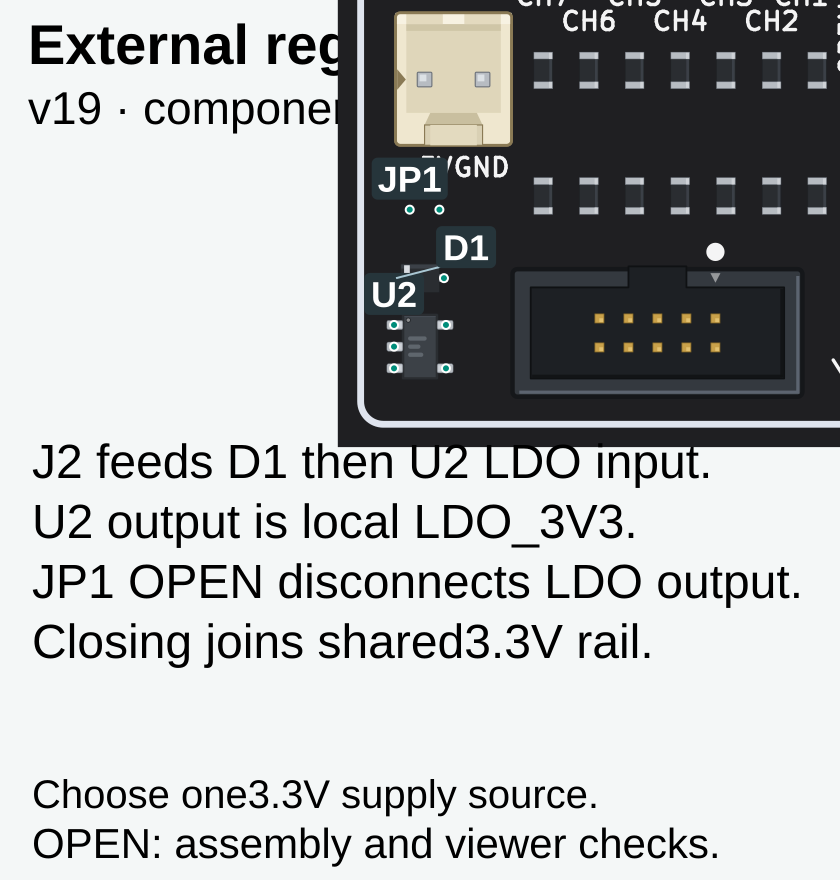 External reg
v19 · componen
CH6 CH4 CH2
GND
JP1
D1
U2
J2 feeds D1 then U2 LDO input.
U2 output is local LDO_3V3.
JP1 OPEN disconnects LDO output.
Closing joins shared3.3V rail.
Choose one3.3V supply source.
OPEN: assembly and viewer checks.